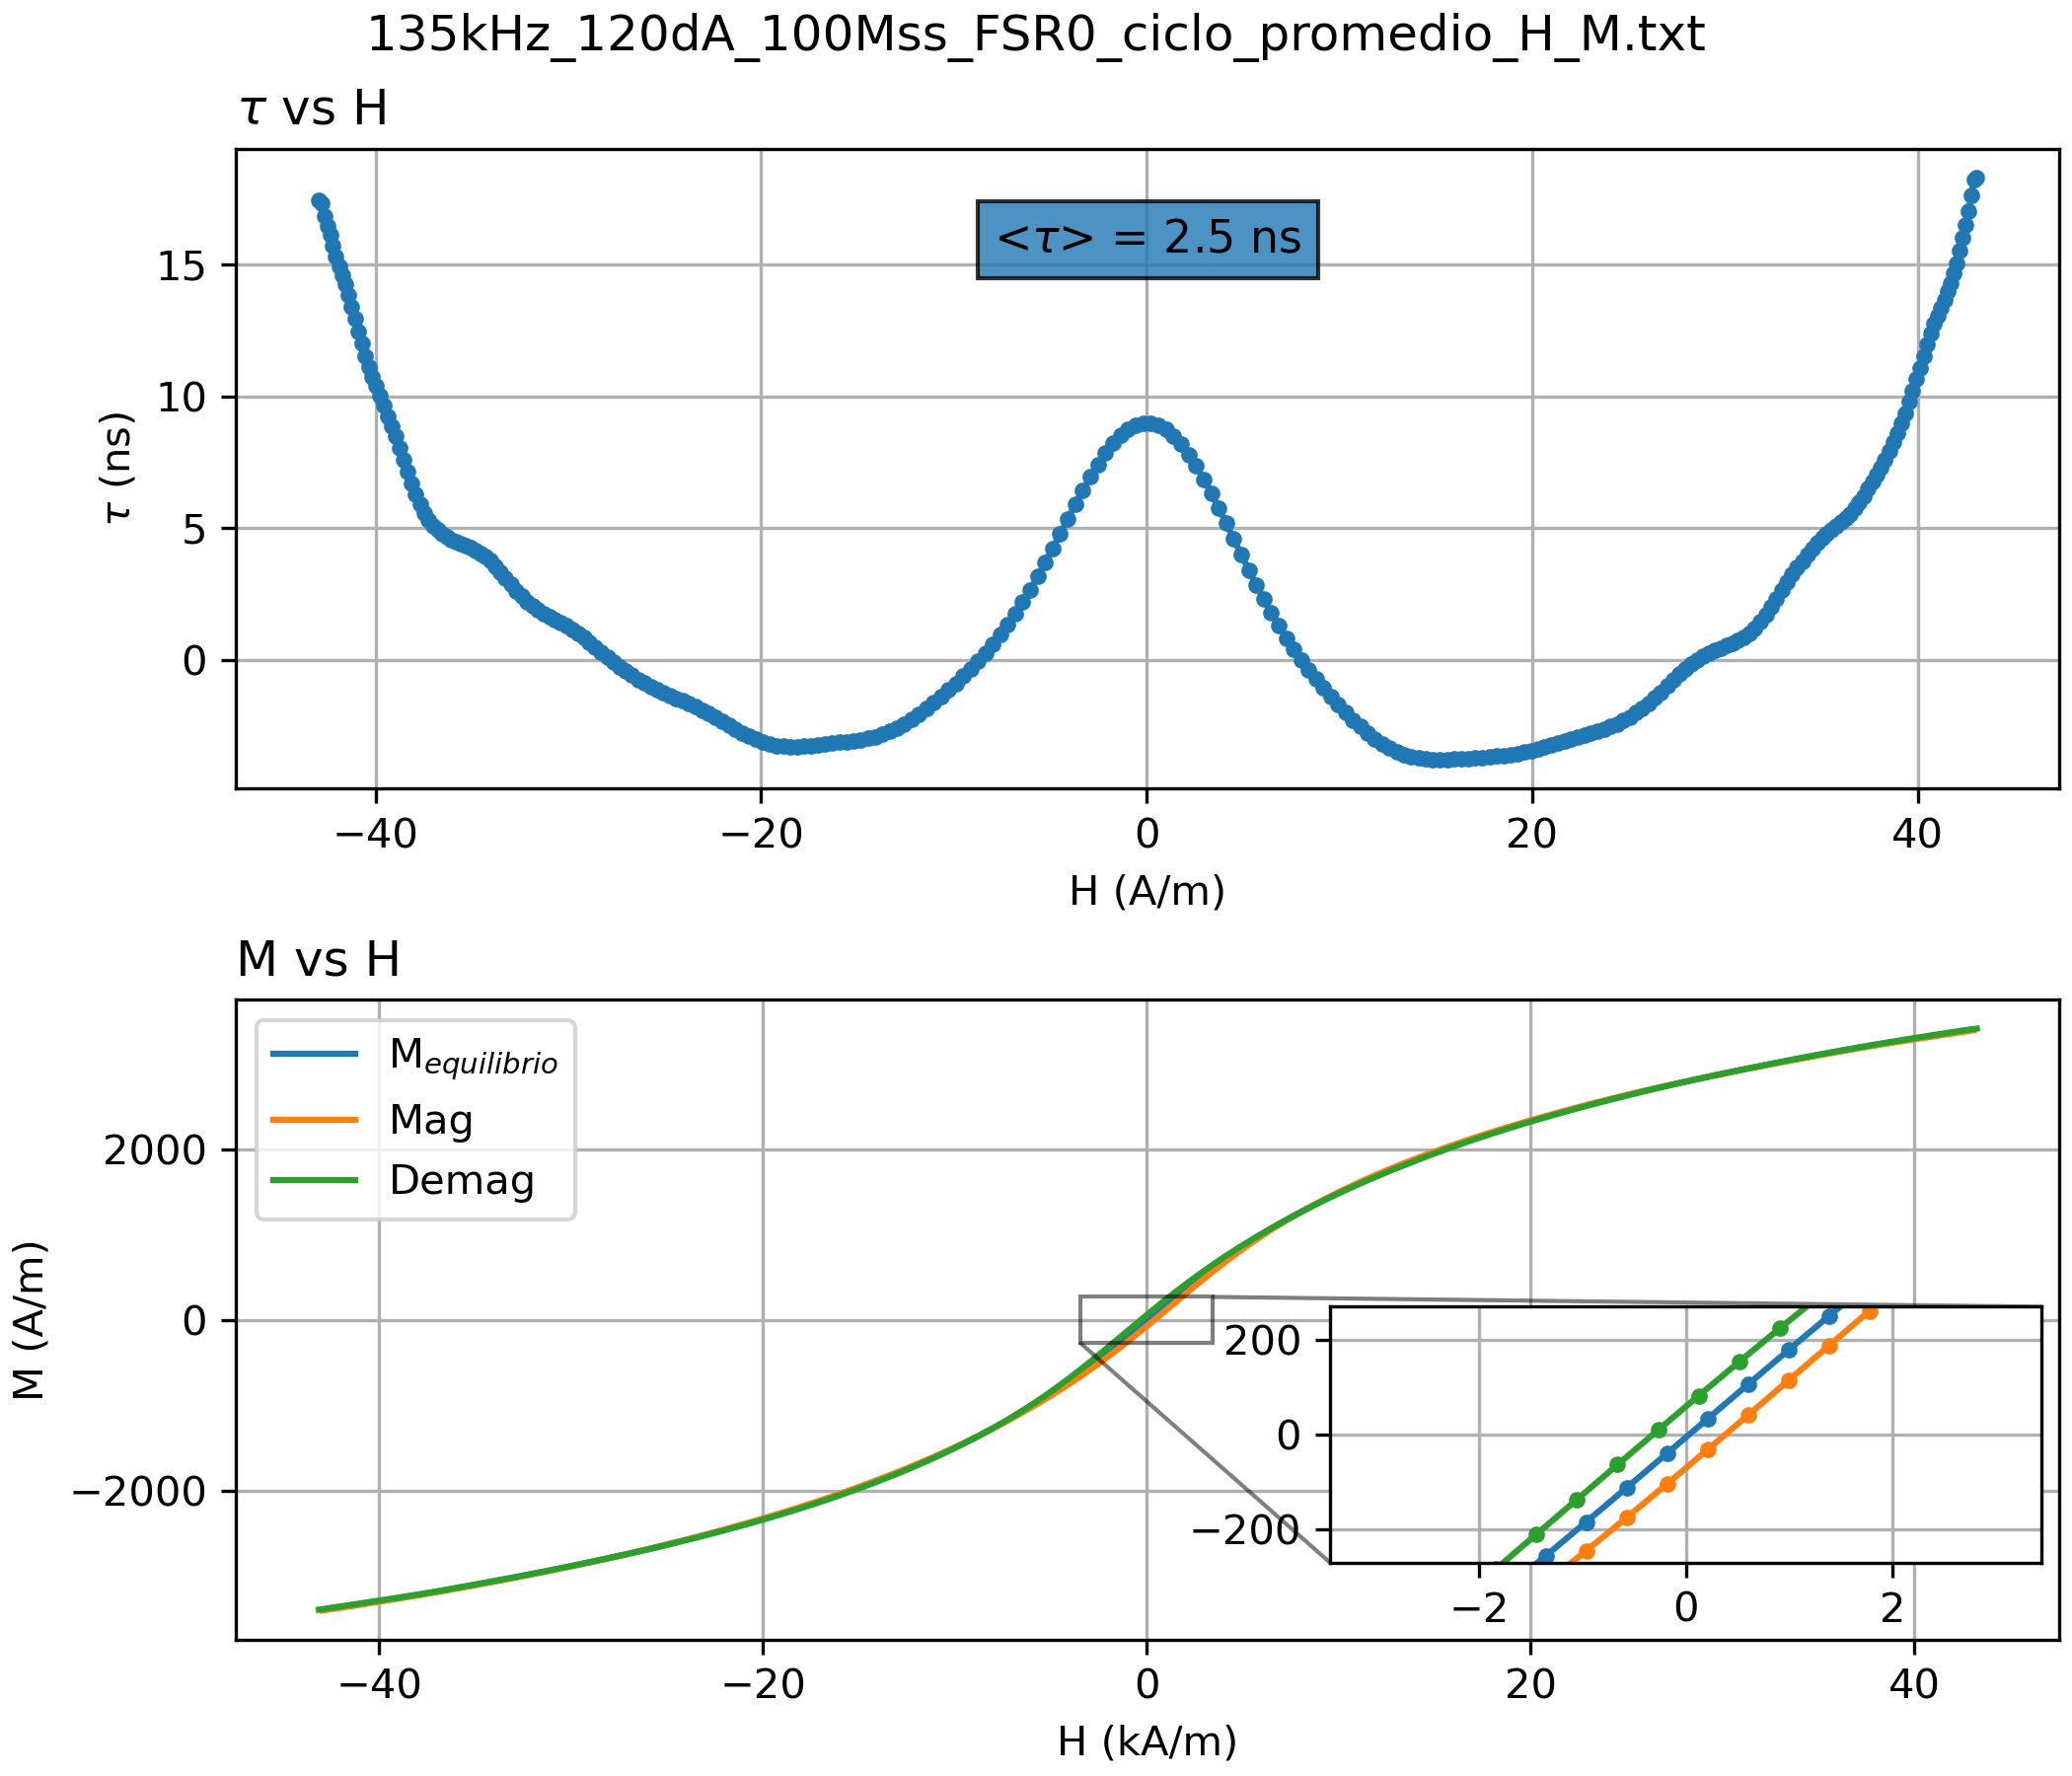 135kHz_120dA_100Mss_FSR0_ciclo_promedio_H_M.txt
τ vs H
<τ> = 2.5 ns
15
10
5
0
τ (ns)
−40 −20 0 20 40
H (A/m)
M vs H
M equilibrio
Mag
Demag
2000
0
−2000
M (A/m)
200
0
−200
−2 0 2
−40 −20 0 20 40
H (kA/m)